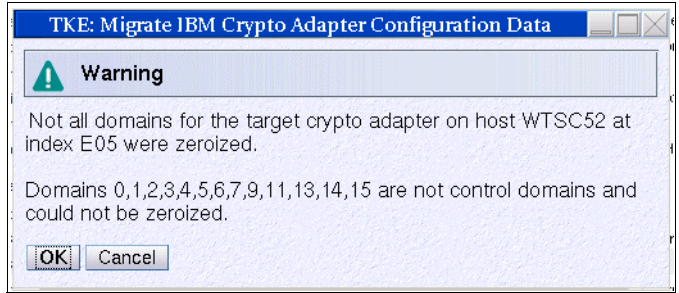 TKE: Migrate IBM Crypto Adapter Configuration Data
Warning
Not all domains for the target crypto adapter on host WTSC52 at
index E05 were zeroized.
Domains 0,1,2,3,4,5,6,7,9,11,13,14,15 are not control domains and
could not be zeroized.
OK Cancel